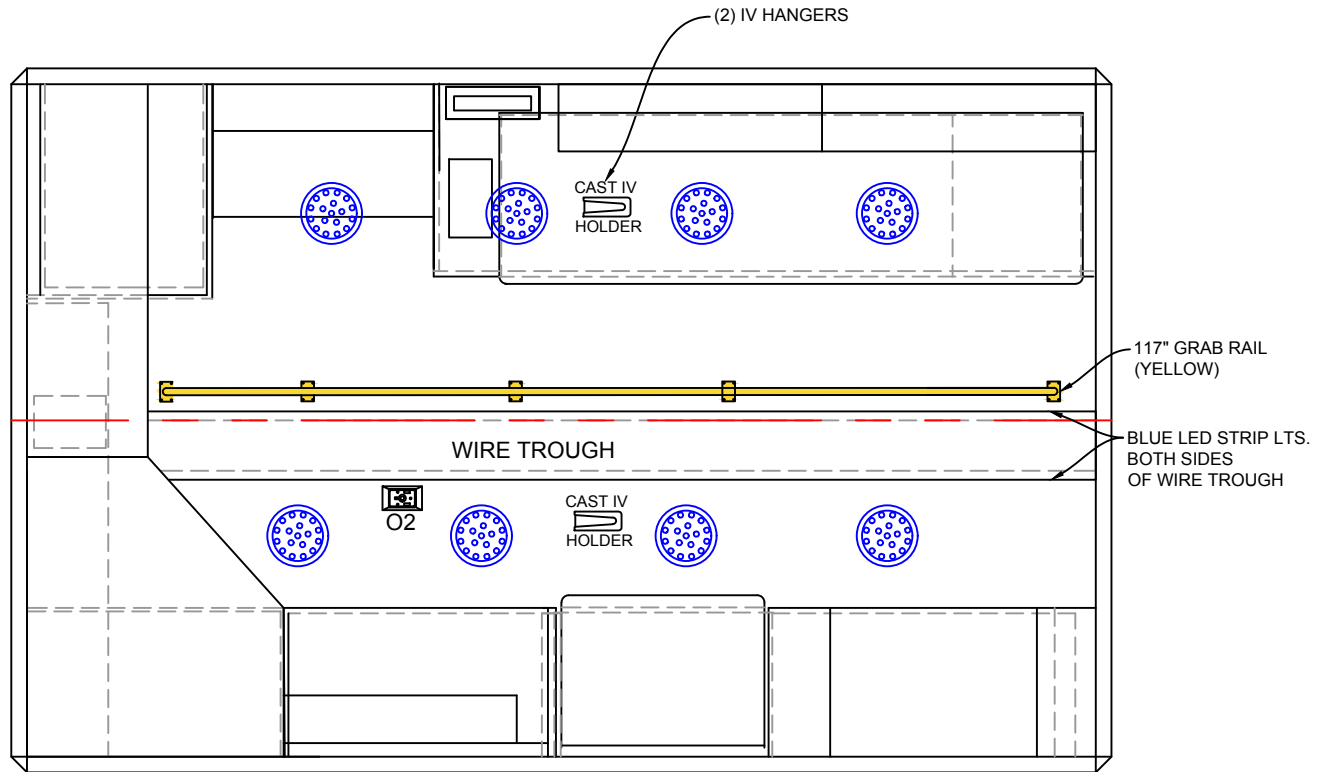 (2) IV HANGERS
CAST IV
HOLDER
117" GRAB RAIL
(YELLOW)
WIRE TROUGH
BLUE LED STRIP LTS.
BOTH SIDES
OF WIRE TROUGH
O2
CAST IV
HOLDER